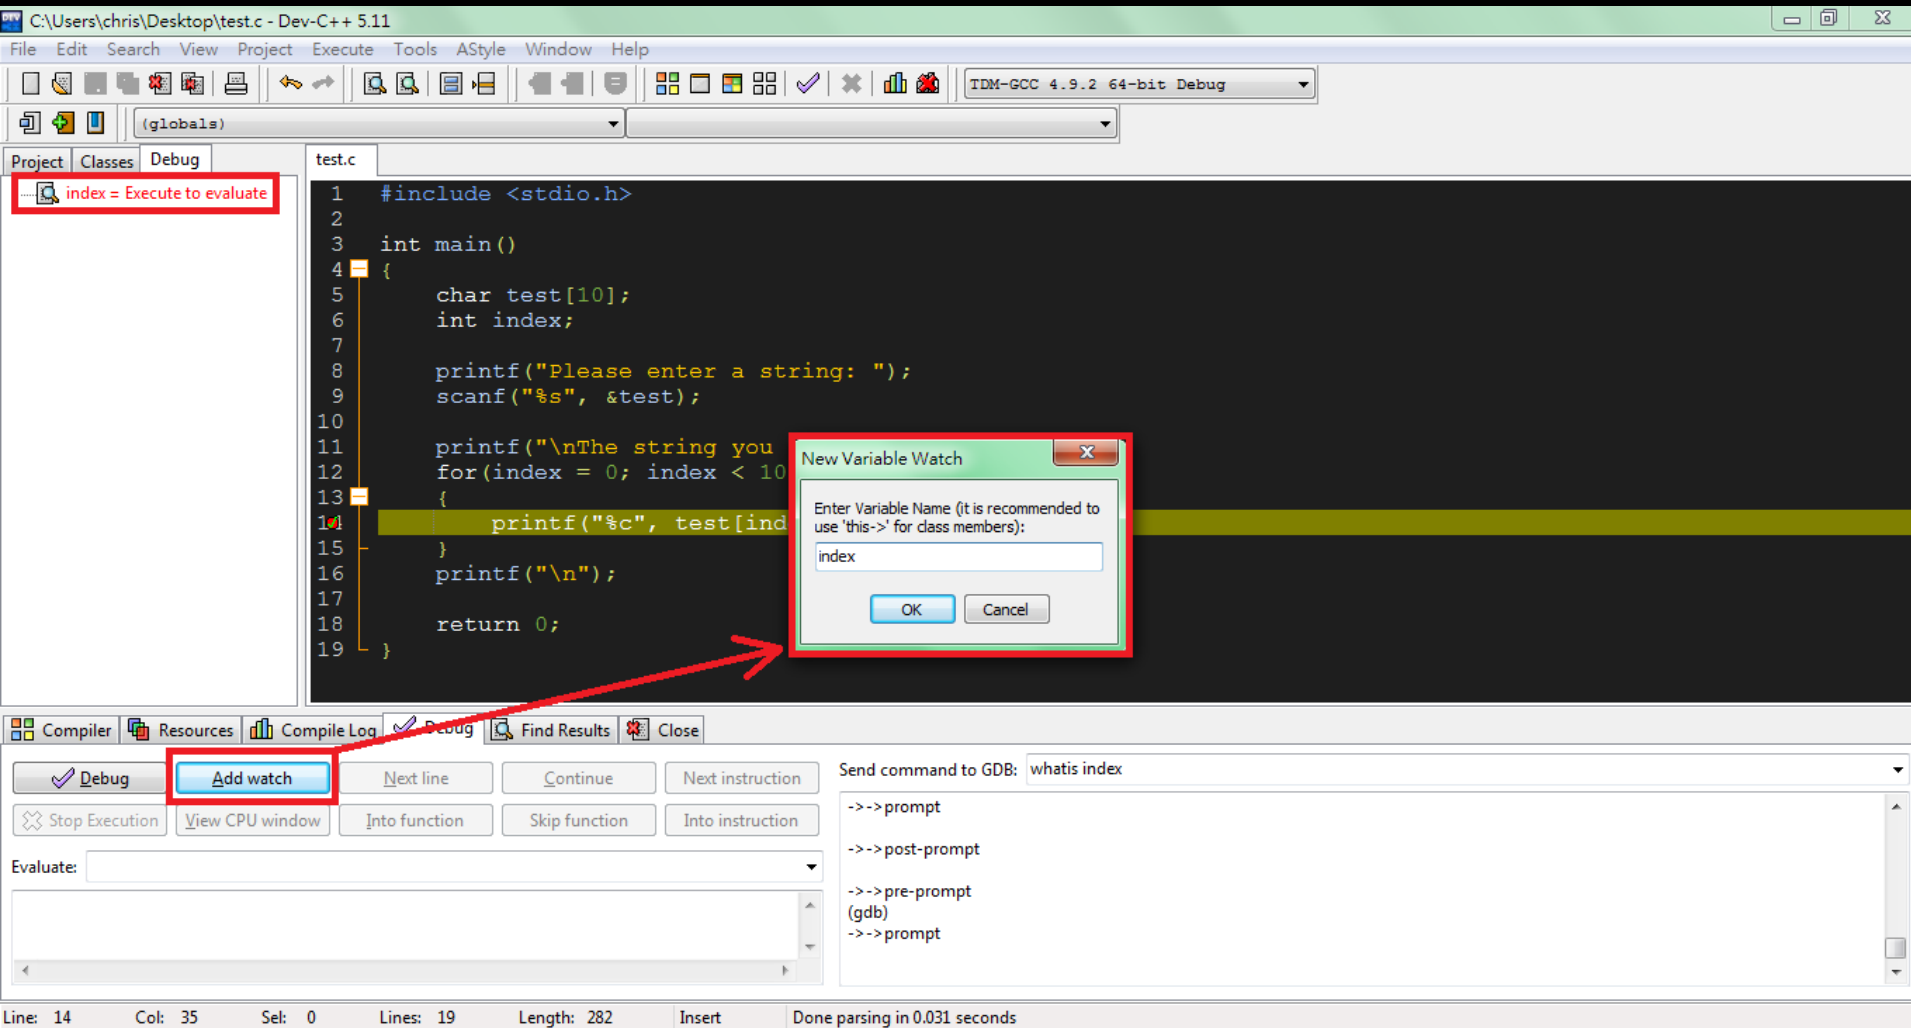 C:\Users\chris\Desktop\test.c - Dev-C++ 5.11
File Edit Search View Project Execute Tools AStyle Window Help
TDM-GCC 4.9.2 64-bit Debug
(globals)
Project Classes Debug
test.c
index = Execute to evaluate
1 #include <stdio.h>
2
3 int main()
4 {
5 char test[10];
6 int index;
7
8 printf("Please enter a string: ");
9 scanf("%s", &test);
10
11 printf("\nThe string you
12 for(index = 0; index < 10
13 {
14 printf("%c", test[ind
15 }
16 printf("\n");
17
18 return 0;
19 }
New Variable Watch
Enter Variable Name (it is recommended to
use 'this->' for class members):
index
OK Cancel
Compiler Resources Compile Log Debug Find Results Close
Debug Add watch Next line Continue Next instruction
Stop Execution View CPU window Into function Skip function Into instruction
Evaluate:
Send command to GDB: whatis index
->->prompt
->->post-prompt
->->pre-prompt
(gdb)
->->prompt
Line: 14 Col: 35 Sel: 0 Lines: 19 Length: 282 Insert Done parsing in 0.031 seconds